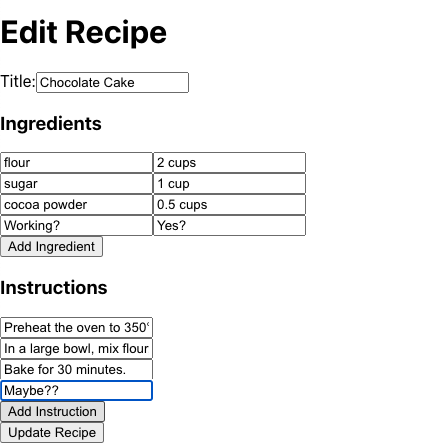 Edit Recipe
Title: Chocolate Cake
Ingredients
flour 2 cups
sugar 1 cup
cocoa powder 0.5 cups
Working? Yes?
Add Ingredient
Instructions
Preheat the oven to 350°
In a large bowl, mix flour
Bake for 30 minutes.
Maybe??
Add Instruction
Update Recipe